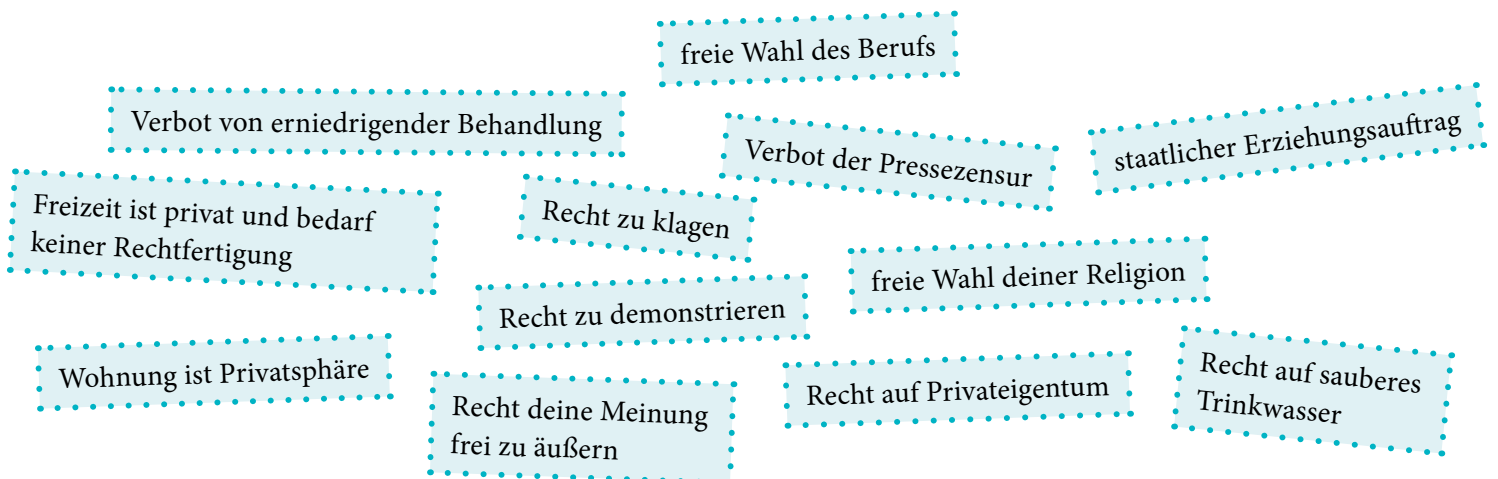 freie Wahl des Berufs
Verbot von erniedrigender Behandlung
Verbot der Pressezensur
staatlicher Erziehungsauftrag
Freizeit ist privat und bedarf
keiner Rechtfertigung
Recht zu klagen
freie Wahl deiner Religion
Recht zu demonstrieren
Wohnung ist Privatsphäre
Recht deine Meinung
frei zu äußern
Recht auf Privateigentum
Recht auf sauberes
Trinkwasser